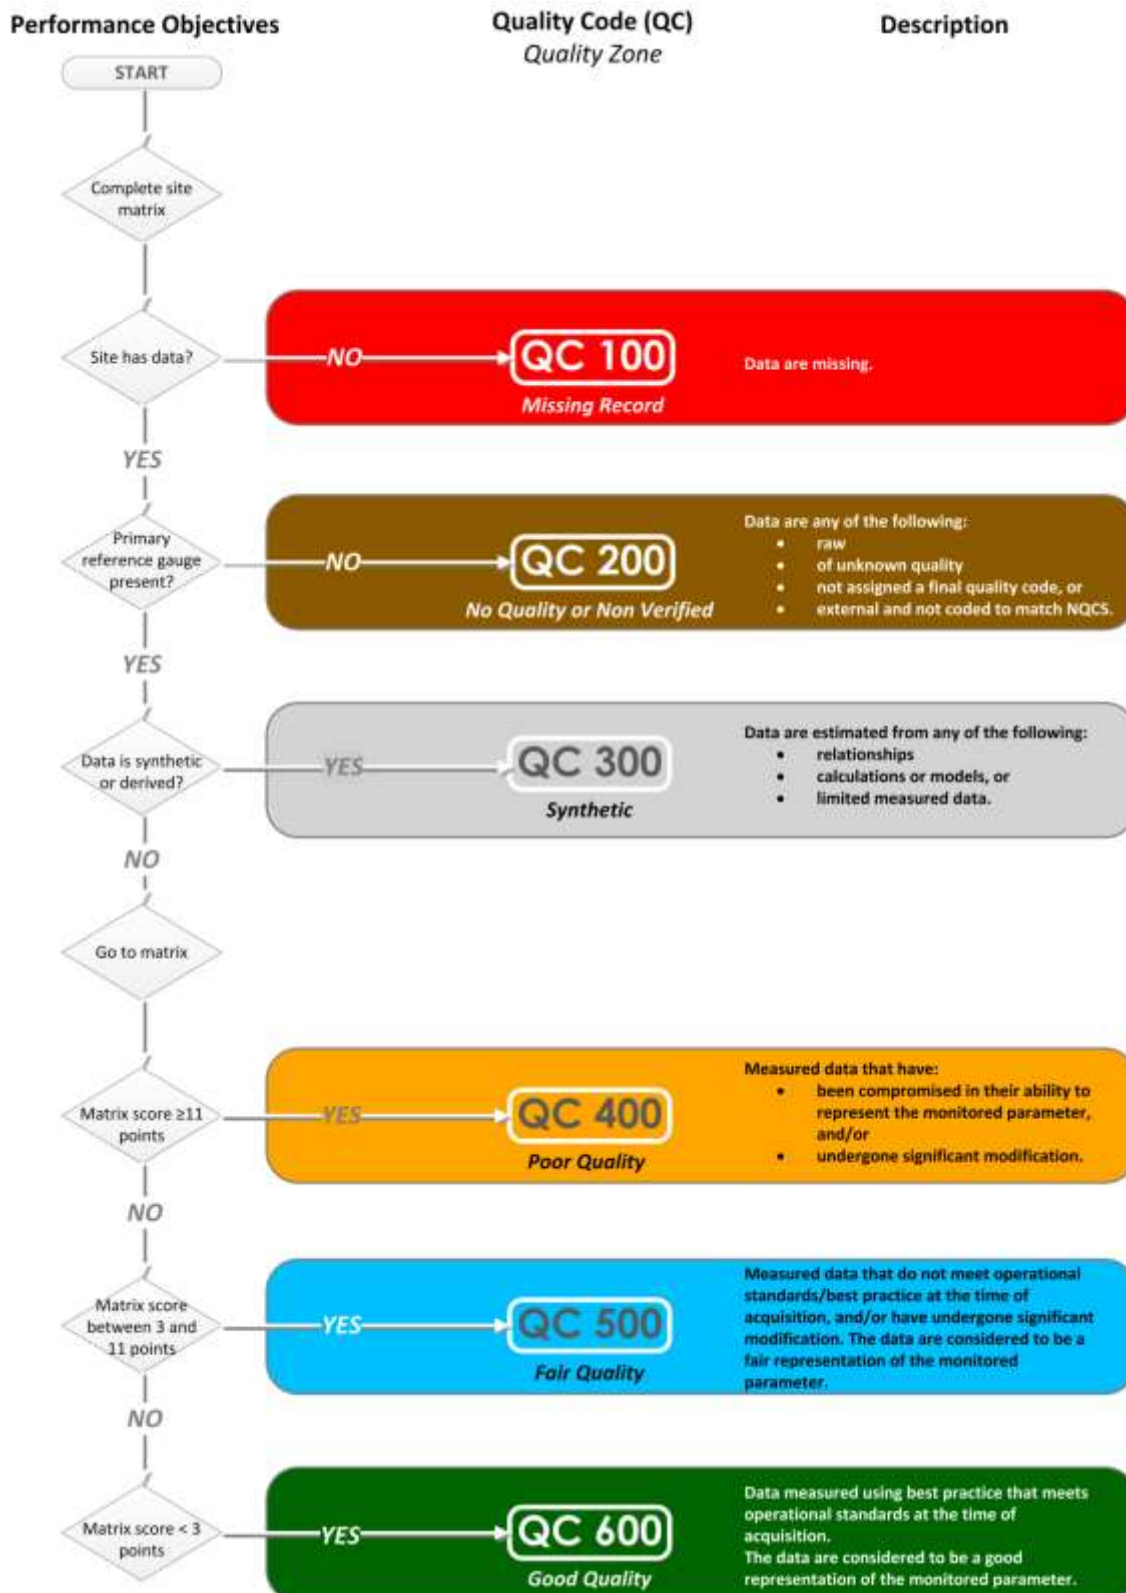 Performance Objectives
Quality Code (QC)
Quality Zone
Description
START
Complete site
matrix
Site has data?
NO
QC 100
Missing Record
Data are missing.
YES
Primary
reference gauge
present?
NO
QC 200
No Quality or Non Verified
Data are any of the following:
• raw
• of unknown quality
• not assigned a final quality code, or
• external and not coded to match NQCS.
YES
Data is synthetic
or derived?
YES
QC 300
Synthetic
Data are estimated from any of the following:
• relationships
• calculations or models, or
• limited measured data.
NO
Go to matrix
Matrix score ≥11
points
YES
QC 400
Poor Quality
Measured data that have:
• been compromised in their ability to
represent the monitored parameter,
and/or
• undergone significant modification.
NO
Matrix score
between 3 and
11 points
YES
QC 500
Fair Quality
Measured data that do not meet operational
standards/best practice at the time of
acquisition, and/or have undergone significant
modification. The data are considered to be a
fair representation of the monitored
parameter.
NO
Matrix score < 3
points
YES
QC 600
Good Quality
Data measured using best practice that meets
operational standards at the time of
acquisition.
The data are considered to be a good
representation of the monitored parameter.